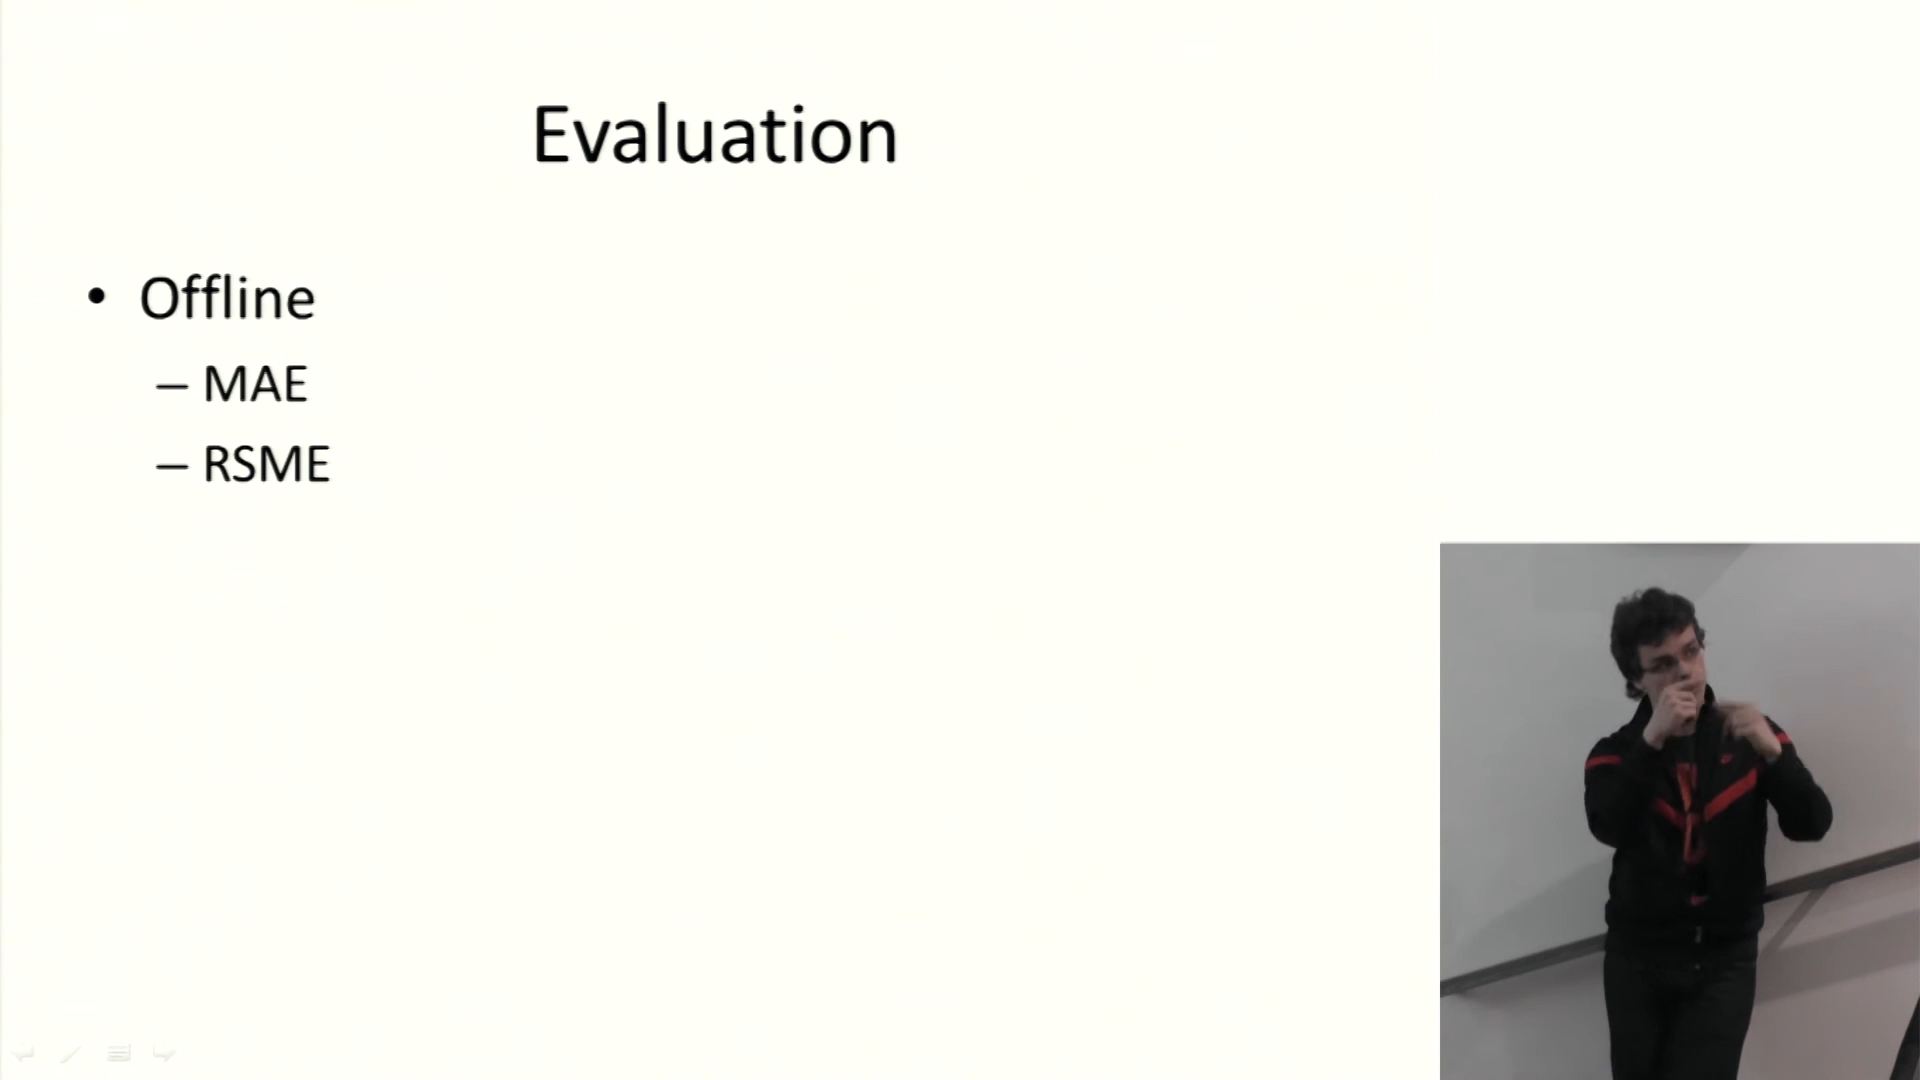 Evaluation
• Offline
– MAE
– RSME